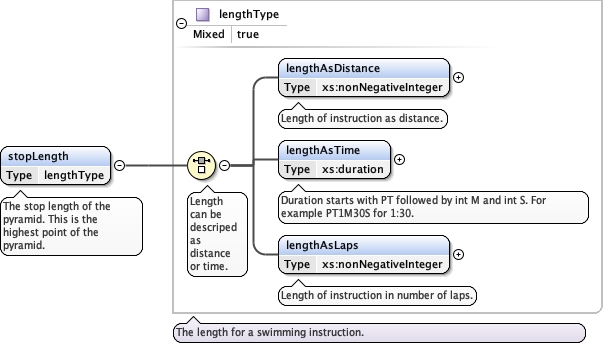 lengthType
Mixed true
lengthAsDistance
Type xs:nonNegativeInteger
Length of instruction as distance.
stopLength
Type lengthType
The stop length of the
pyramid. This is the
highest point of the
pyramid.
Length
can be
descriped
as
distance
or time.
lengthAsTime
Type xs:duration
Duration starts with PT followed by int M and int S. For
example PT1M30S for 1:30.
lengthAsLaps
Type xs:nonNegativeInteger
Length of instruction in number of laps.
The length for a swimming instruction.